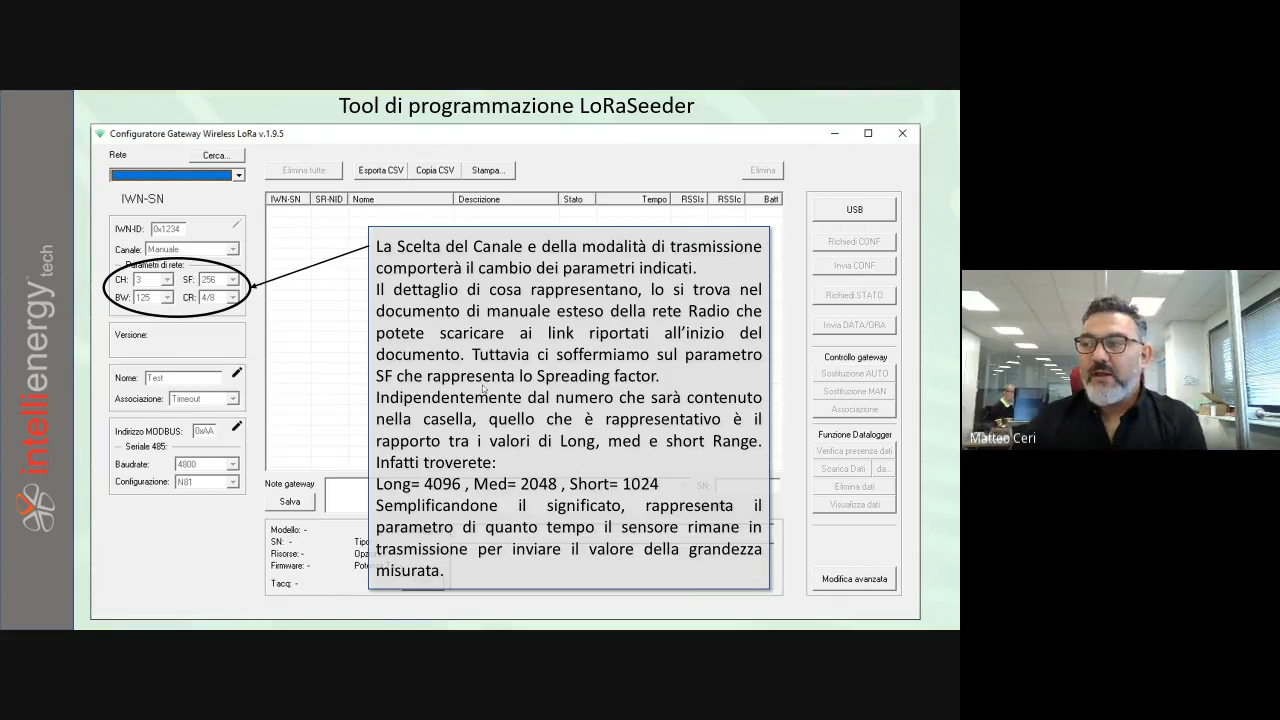 Tool di programmazione LoRaSeeder
Configuratore Gateway Wireless LoRa v.1.9.5
Rete
Cerca...
Elimina tutte
Esporta CSV
Copia CSV
Stampa...
Elimina
IWN-SN
IWN-SN SR-NID Nome Descrizione Stato Tempo RSSIs RSSIc Batt
IWN-ID: 0x1234
Canale: Manuale
Parametri di rete:
CH: 3 SF: 256
BW: 125 CR: 4/8
Versione:
Nome: Test
Associazione: Timeout
Indirizzo MODBUS: 0xAA
Seriale 485:
Baudrate: 4800
Configurazione: N81
La Scelta del Canale e della modalità di trasmissione
comporterà il cambio dei parametri indicati.
Il dettaglio di cosa rappresentano, lo si trova nel
documento di manuale esteso della rete Radio che
potete scaricare ai link riportati all’inizio del
documento. Tuttavia ci soffermiamo sul parametro
SF che rappresenta lo Spreading factor.
Indipendentemente dal numero che sarà contenuto
nella casella, quello che è rappresentativo è il
rapporto tra i valori di Long, med e short Range.
Infatti troverete:
Long= 4096 , Med= 2048 , Short= 1024
Semplificandone il significato, rappresenta il
parametro di quanto tempo il sensore rimane in
trasmissione per inviare il valore della grandezza
misurata.
Note gateway
Salva
SN:
Modello: -
SN: -
Risorse: -
Firmware: -
Tacq: -
USB
Richiedi CONF
Invia CONF
Richiedi STATO
Invia DATA/ORA
Controllo gateway
Sostituzione AUTO
Sostituzione MAN
Associazione
Funzione Datalogger
Verifica presenza dati
Scarica Dati da...
Elimina dati
Visualizza dati
Modifica avanzata
intellienergy tech
Matteo Ceri